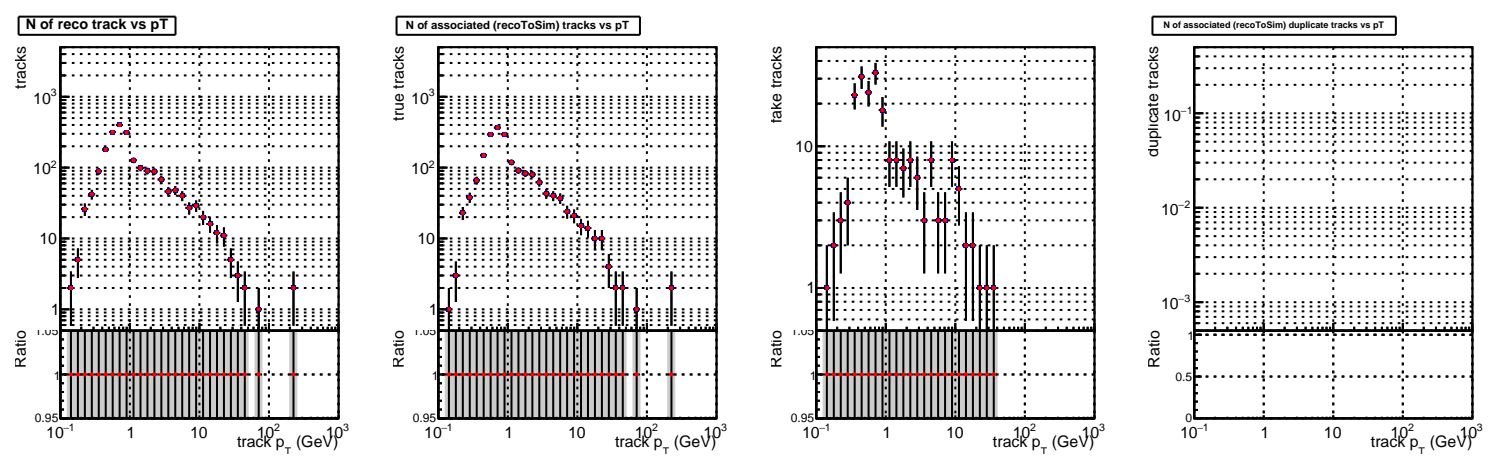 N of reco track vs pT
tracks
10³
10²
10
1
Ratio
1.05
1
0.95
10⁻¹ 1 10 10² 10³
track p_T (GeV)
N of associated (recoToSim) tracks vs pT
true tracks
10³
10²
10
1
Ratio
1.05
1
0.95
10⁻¹ 1 10 10² 10³
track p_T (GeV)
fake tracks
10
1
Ratio
1.05
1
0.95
10⁻¹ 1 10 10² 10³
track p_T (GeV)
N of associated (recoToSim) duplicate tracks vs pT
duplicate tracks
10⁻¹
10⁻²
10⁻³
Ratio
1
0.5
0
10⁻¹ 1 10 10² 10³
track p_T (GeV)